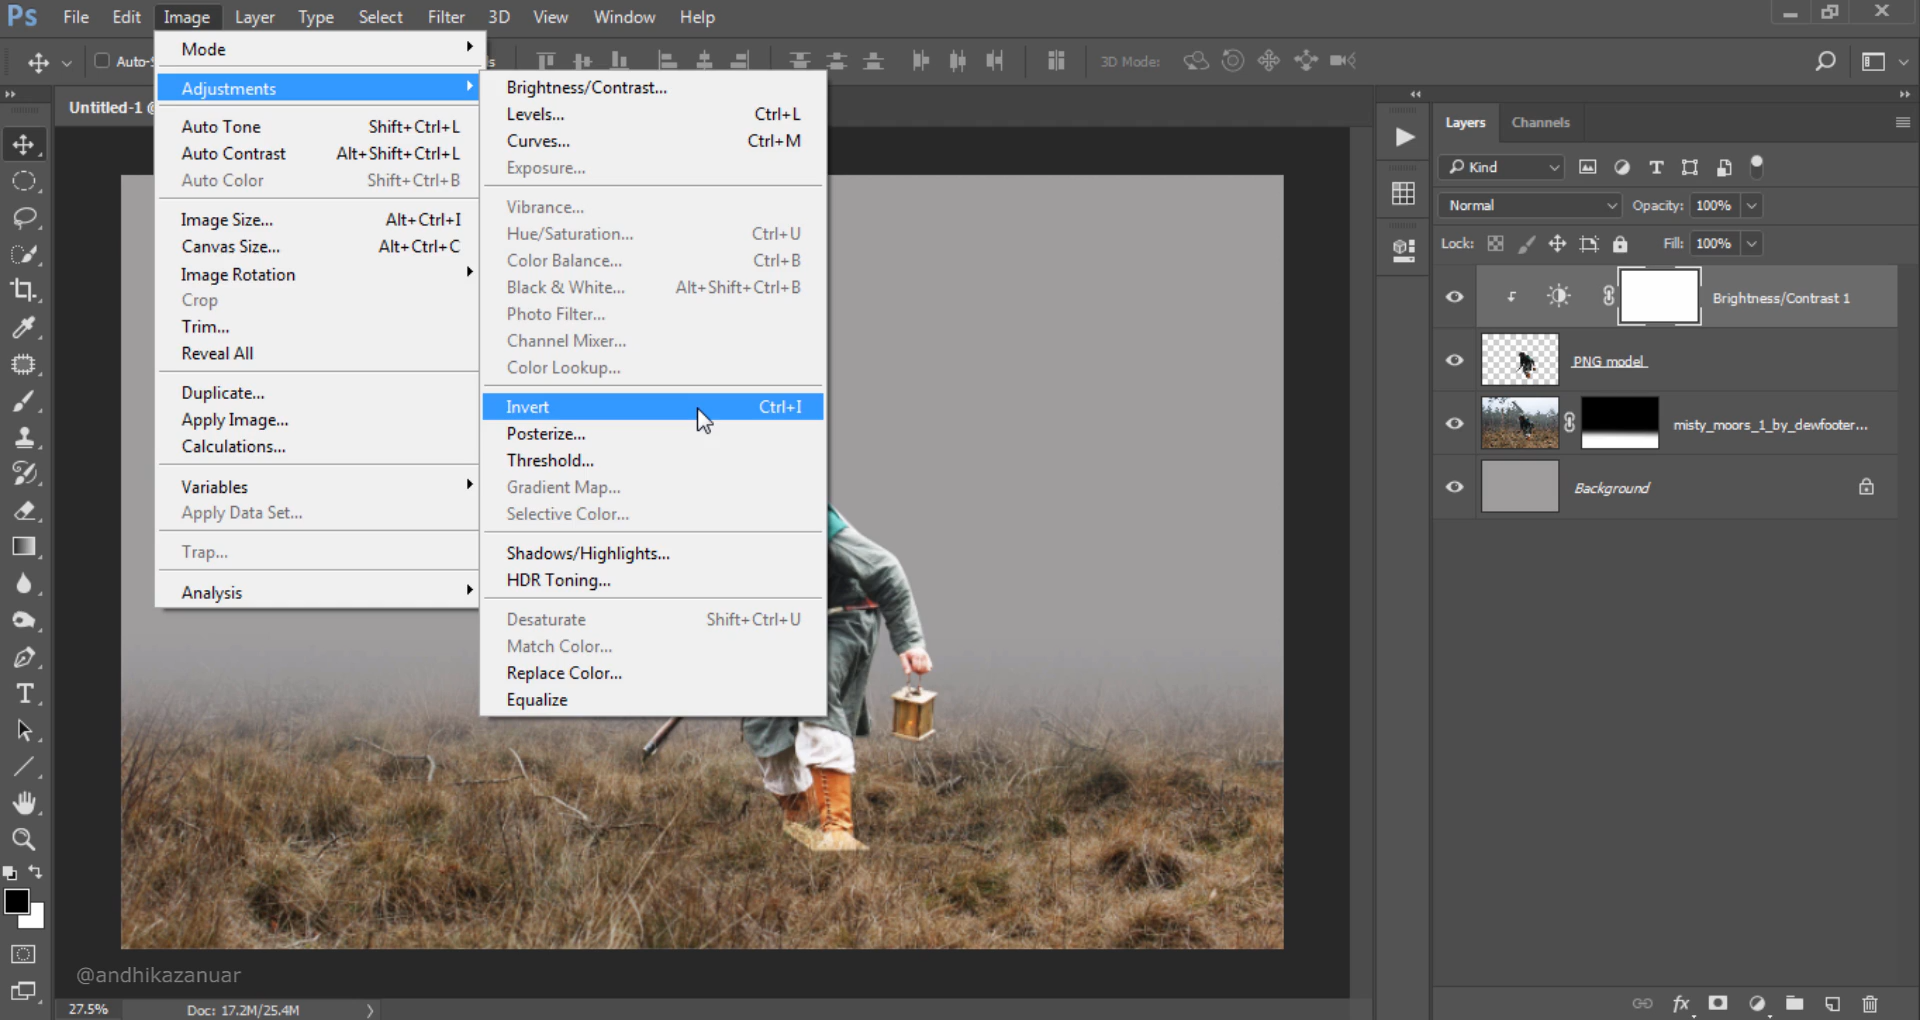 Ps File Edit Image Layer Type Select Filter 3D View Window Help
Auto-S
s
3D Mode:
Untitled-1 @
Mode
Adjustments
Auto Tone Shift+Ctrl+L
Auto Contrast Alt+Shift+Ctrl+L
Auto Color Shift+Ctrl+B
Image Size... Alt+Ctrl+I
Canvas Size... Alt+Ctrl+C
Image Rotation
Crop
Trim...
Reveal All
Duplicate...
Apply Image...
Calculations...
Variables
Apply Data Set...
Trap...
Analysis
Brightness/Contrast...
Levels... Ctrl+L
Curves... Ctrl+M
Exposure...
Vibrance...
Hue/Saturation... Ctrl+U
Color Balance... Ctrl+B
Black & White... Alt+Shift+Ctrl+B
Photo Filter...
Channel Mixer...
Color Lookup...
Invert Ctrl+I
Posterize...
Threshold...
Gradient Map...
Selective Color...
Shadows/Highlights...
HDR Toning...
Desaturate Shift+Ctrl+U
Match Color...
Replace Color...
Equalize
Layers Channels
Kind
Normal Opacity: 100%
Lock: Fill: 100%
Brightness/Contrast 1
PNG model
misty_moors_1_by_dewfooter...
Background
@andhikazanuar
27.5% Doc: 17.2M/25.4M
fx